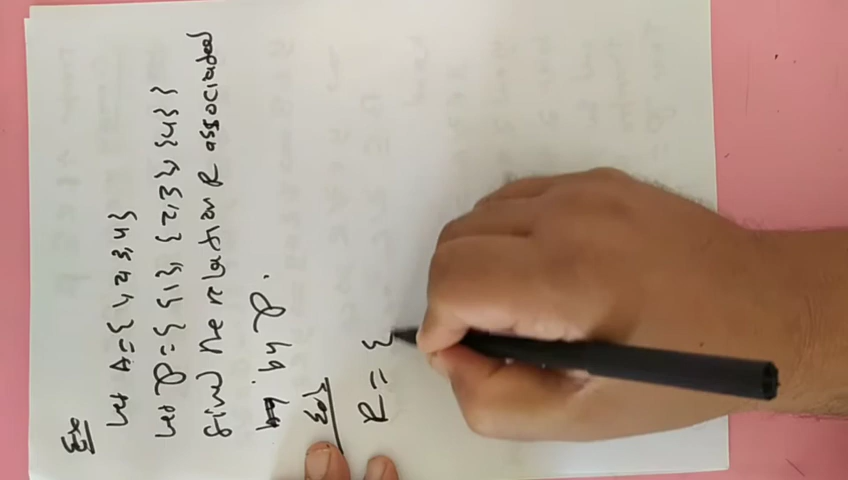 Ex
Let A = { 1, 2, 3, 4 }
Let P = { {1}, {2,3}, {4} }
find the relation R associated
by P.
Sol
R = {